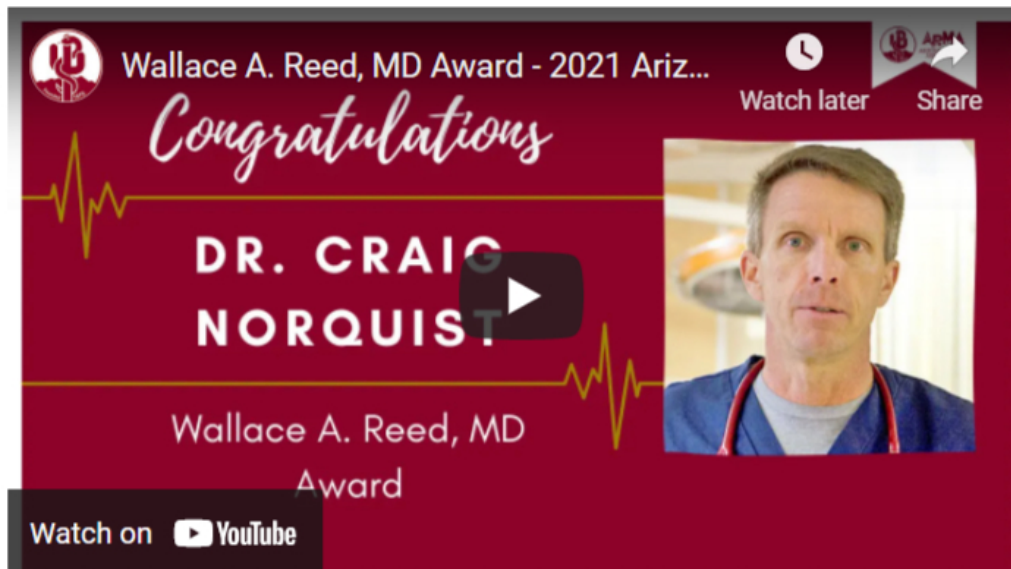 Wallace A. Reed, MD Award - 2021 Ariz...
ArMA
Watch later
Share
Congratulations
DR. CRAIG
NORQUIST
Wallace A. Reed, MD
Award
Watch on YouTube